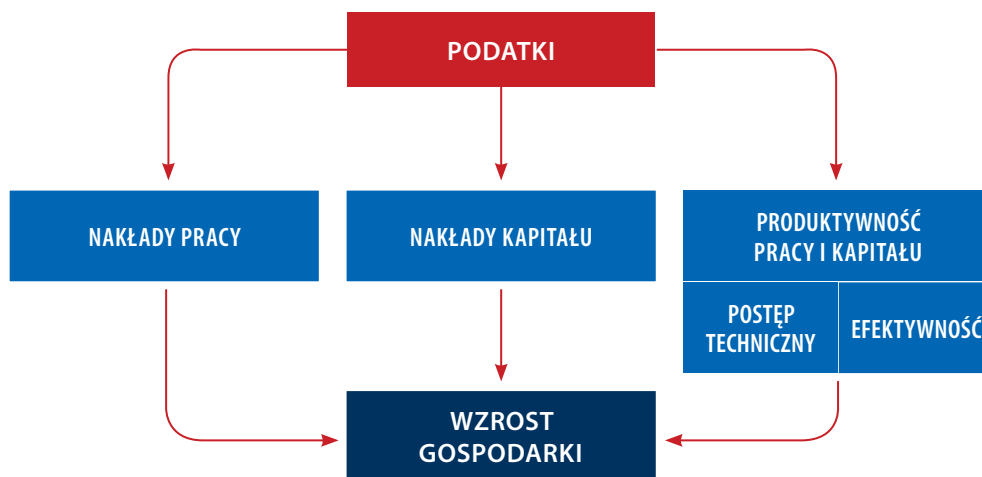 PODATKI
NAKŁADY PRACY
NAKŁADY KAPITAŁU
PRODUKTYWNOŚĆ
PRACY I KAPITAŁU
POSTĘP
TECHNICZNY
EFEKTYWNOŚĆ
WZROST
GOSPODARKI